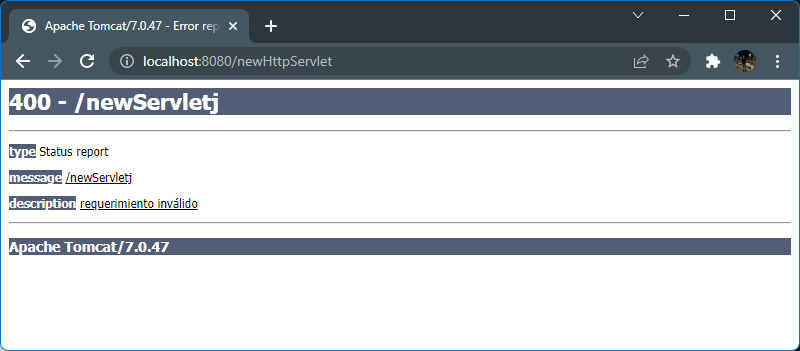 Apache Tomcat/7.0.47 - Error rep
localhost:8080/newHttpServlet
400 - /newServletj
type Status report
message /newServletj
description requerimiento inválido
Apache Tomcat/7.0.47